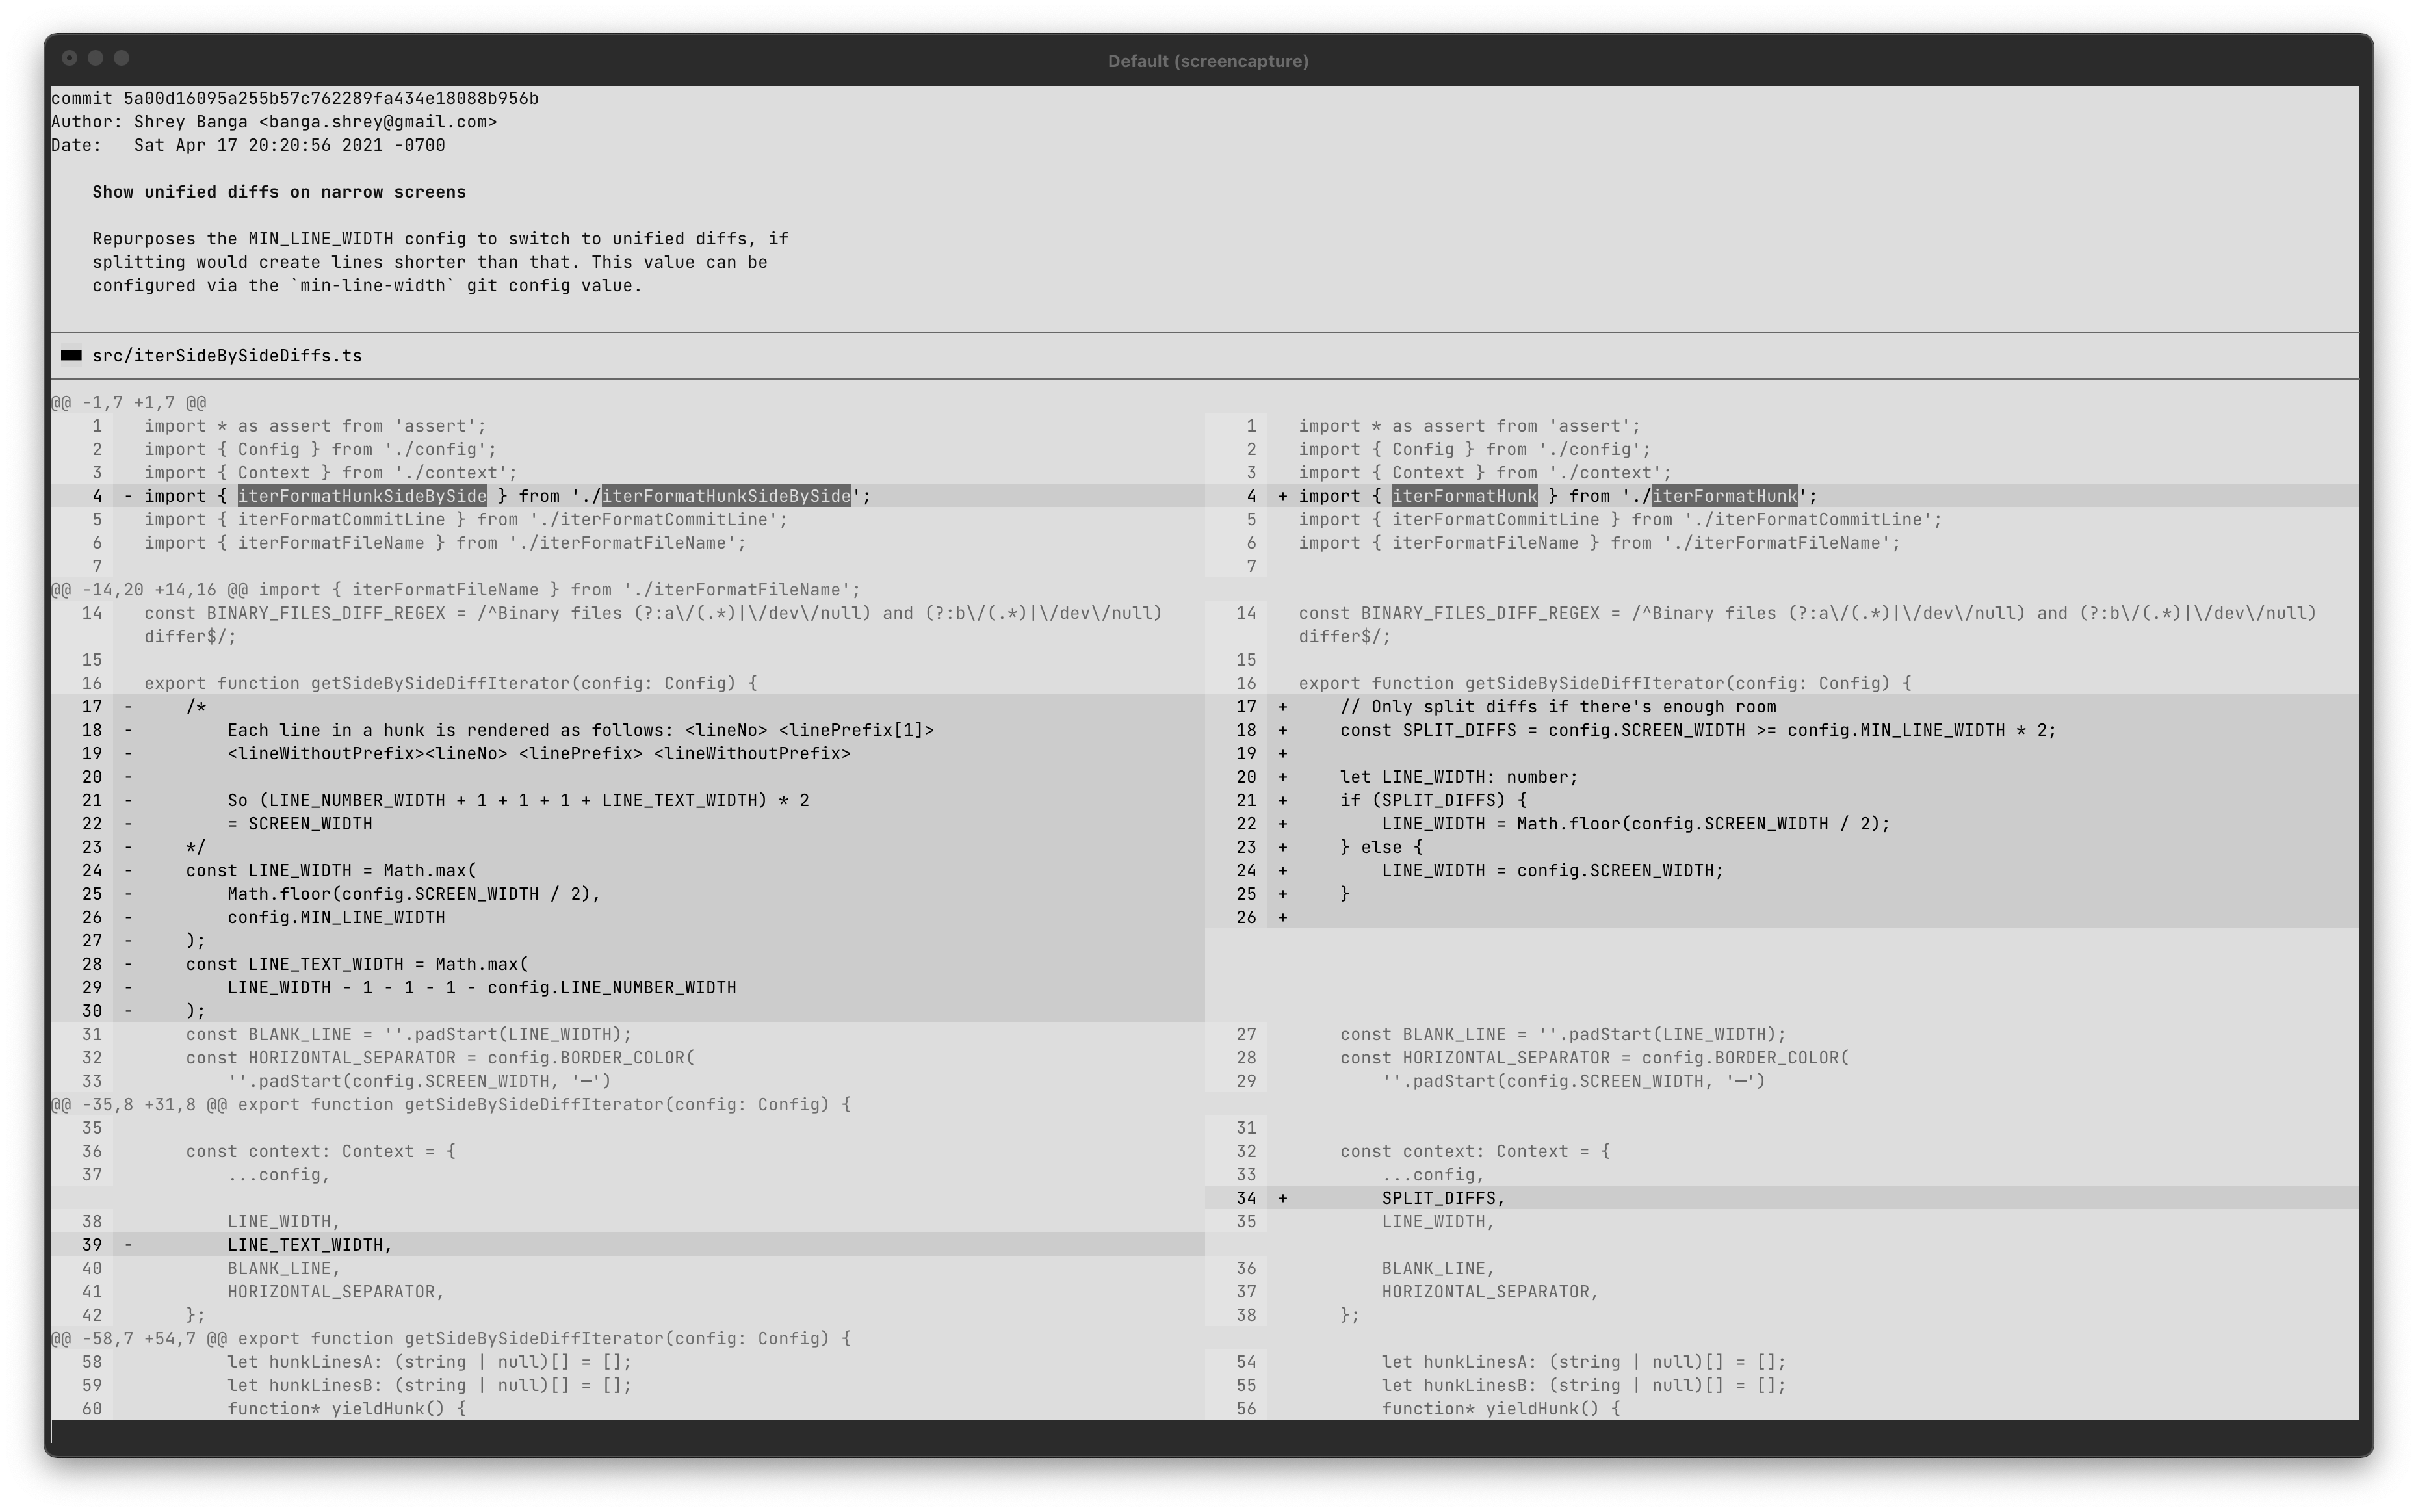 Default (screencapture)
commit 5a00d16095a255b57c762289fa434e18088b956b
Author: Shrey Banga <banga.shrey@gmail.com>
Date:   Sat Apr 17 20:20:56 2021 -0700
    Show unified diffs on narrow screens
    Repurposes the MIN_LINE_WIDTH config to switch to unified diffs, if
    splitting would create lines shorter than that. This value can be
    configured via the `min-line-width` git config value.
■■ src/iterSideBySideDiffs.ts
@@ -1,7 +1,7 @@
1 import * as assert from 'assert'; 1 import * as assert from 'assert';
2 import { Config } from './config'; 2 import { Config } from './config';
3 import { Context } from './context'; 3 import { Context } from './context';
4 - import { iterFormatHunkSideBySide } from './iterFormatHunkSideBySide'; 4 + import { iterFormatHunk } from './iterFormatHunk';
5 import { iterFormatCommitLine } from './iterFormatCommitLine'; 5 import { iterFormatCommitLine } from './iterFormatCommitLine';
6 import { iterFormatFileName } from './iterFormatFileName'; 6 import { iterFormatFileName } from './iterFormatFileName';
7 7
@@ -14,20 +14,16 @@ import { iterFormatFileName } from './iterFormatFileName';
14 const BINARY_FILES_DIFF_REGEX = /^Binary files (?:a\/(.*)|\/dev\/null) and (?:b\/(.*)|\/dev\/null) 14 const BINARY_FILES_DIFF_REGEX = /^Binary files (?:a\/(.*)|\/dev\/null) and (?:b\/(.*)|\/dev\/null)
differ$/; differ$/;
15 15
16 export function getSideBySideDiffIterator(config: Config) { 16 export function getSideBySideDiffIterator(config: Config) {
17 - /* 17 + // Only split diffs if there's enough room
18 - Each line in a hunk is rendered as follows: <lineNo> <linePrefix[1]> 18 + const SPLIT_DIFFS = config.SCREEN_WIDTH >= config.MIN_LINE_WIDTH * 2;
19 - <lineWithoutPrefix><lineNo> <linePrefix> <lineWithoutPrefix> 19 +
20 - 20 + let LINE_WIDTH: number;
21 - So (LINE_NUMBER_WIDTH + 1 + 1 + 1 + LINE_TEXT_WIDTH) * 2 21 + if (SPLIT_DIFFS) {
22 - = SCREEN_WIDTH 22 + LINE_WIDTH = Math.floor(config.SCREEN_WIDTH / 2);
23 - */ 23 + } else {
24 - const LINE_WIDTH = Math.max( 24 + LINE_WIDTH = config.SCREEN_WIDTH;
25 - Math.floor(config.SCREEN_WIDTH / 2), 25 + }
26 - config.MIN_LINE_WIDTH 26 +
27 - );
28 - const LINE_TEXT_WIDTH = Math.max(
29 - LINE_WIDTH - 1 - 1 - 1 - config.LINE_NUMBER_WIDTH
30 - );
31 const BLANK_LINE = ''.padStart(LINE_WIDTH); 27 const BLANK_LINE = ''.padStart(LINE_WIDTH);
32 const HORIZONTAL_SEPARATOR = config.BORDER_COLOR( 28 const HORIZONTAL_SEPARATOR = config.BORDER_COLOR(
33 ''.padStart(config.SCREEN_WIDTH, '─') 29 ''.padStart(config.SCREEN_WIDTH, '─')
@@ -35,8 +31,8 @@ export function getSideBySideDiffIterator(config: Config) {
35 31
36 const context: Context = { 32 const context: Context = {
37 ...config, 33 ...config,
34 + SPLIT_DIFFS,
38 LINE_WIDTH, 35 LINE_WIDTH,
39 - LINE_TEXT_WIDTH,
40 BLANK_LINE, 36 BLANK_LINE,
41 HORIZONTAL_SEPARATOR, 37 HORIZONTAL_SEPARATOR,
42 }; 38 };
@@ -58,7 +54,7 @@ export function getSideBySideDiffIterator(config: Config) {
58 let hunkLinesA: (string | null)[] = []; 54 let hunkLinesA: (string | null)[] = [];
59 let hunkLinesB: (string | null)[] = []; 55 let hunkLinesB: (string | null)[] = [];
60 function* yieldHunk() { 56 function* yieldHunk() {